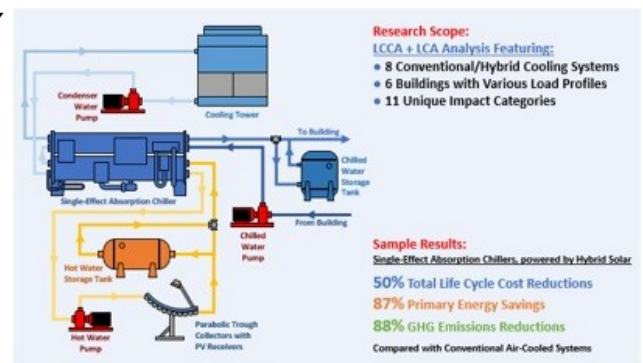 Research Scope:
LCCA + LCA Analysis Featuring:
• 8 Conventional/Hybrid Cooling Systems
• 6 Buildings with Various Load Profiles
• 11 Unique Impact Categories
Condenser
Water
Pump
Cooling Tower
To Building
Chilled
Water
Storage
Tank
Single-Effect Absorption Chiller
From Building
Chilled
Water
Pump
Hot Water
Storage Tank
Hot Water
Pump
Parabolic Trough
Collectors with
PV Receivers
Sample Results:
Single-Effect Absorption Chillers, powered by Hybrid Solar
50% Total Life Cycle Cost Reductions
87% Primary Energy Savings
88% GHG Emissions Reductions
Compared with Conventional Air-Cooled Systems